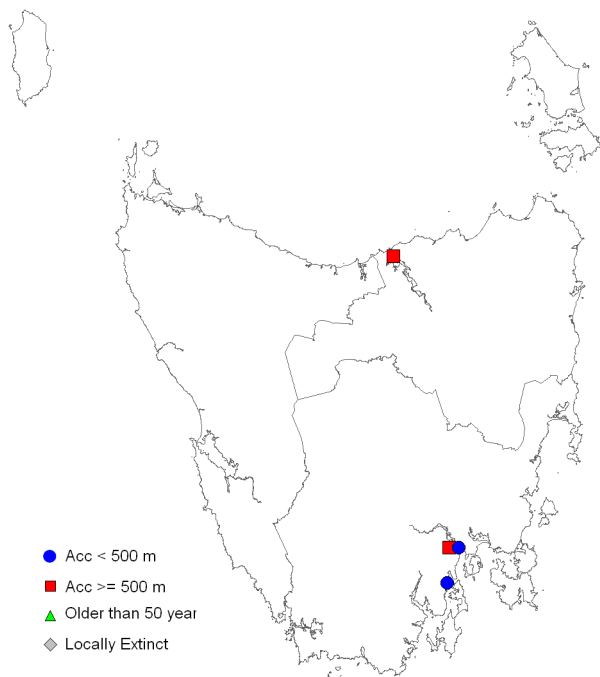 Acc < 500 m
Acc >= 500 m
Older than 50 year
Locally Extinct